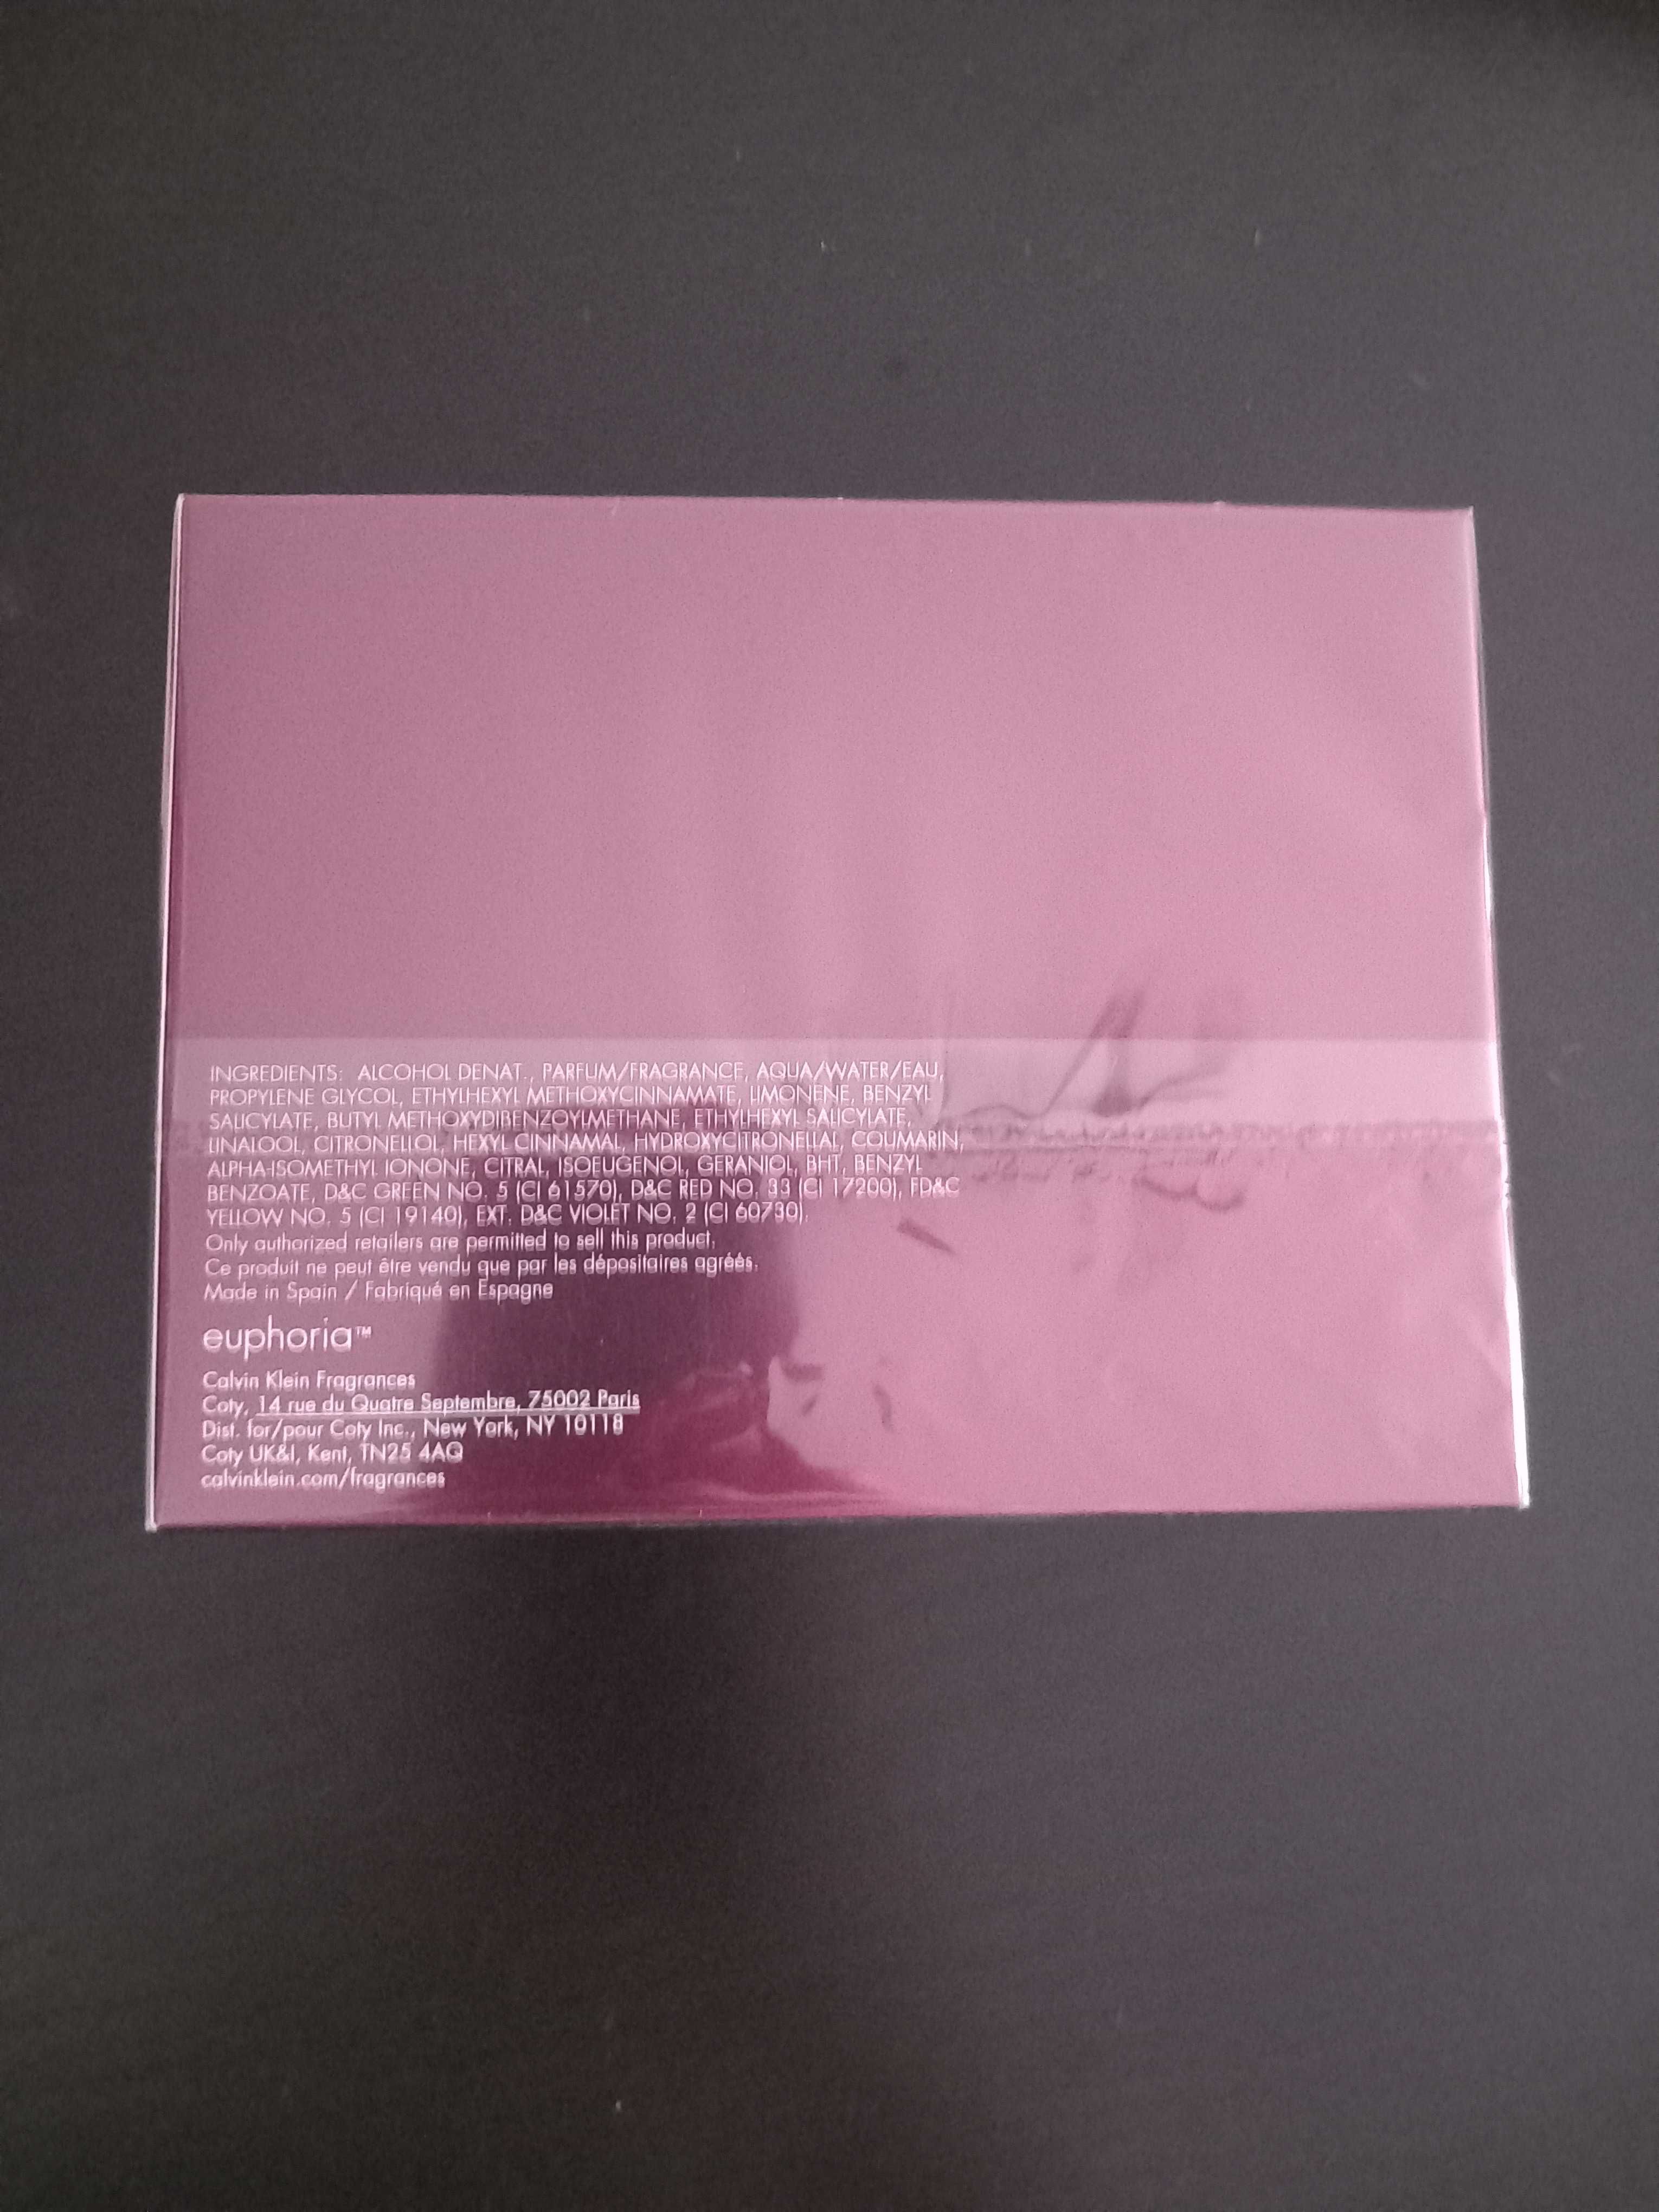 INGREDIENTS: ALCOHOL DENAT., PARFUM/FRAGRANCE, AQUA/WATER/EAU,
PROPYLENE GLYCOL, ETHYLHEXYL METHOXYCINNAMATE, LIMONENE, BENZYL
SALICYLATE, BUTYL METHOXYDIBENZOYLMETHANE, ETHYLHEXYL SALICYLATE,
LINALOOL, CITRONELLOL, HEXYL CINNAMAL, HYDROXYCITRONELLAL, COUMARIN,
ALPHA-ISOMETHYL IONONE, CITRAL, ISOEUGENOL, GERANIOL, BHT, BENZYL
BENZOATE, D&C GREEN NO. 5 (CI 61570), D&C RED NO. 33 (CI 17200), FD&C
YELLOW NO. 5 (CI 19140), EXT. D&C VIOLET NO. 2 (CI 60730).
Only authorized retailers are permitted to sell this product.
Ce produit ne peut être vendu que par les dépositaires agréés.
Made in Spain / Fabriqué en Espagne
euphoria™
Calvin Klein Fragrances
Coty, 14 rue du Quatre Septembre, 75002 Paris
Dist. for/pour Coty Inc., New York, NY 10118
Coty UK&I, Kent, TN25 4AQ
calvinklein.com/fragrances